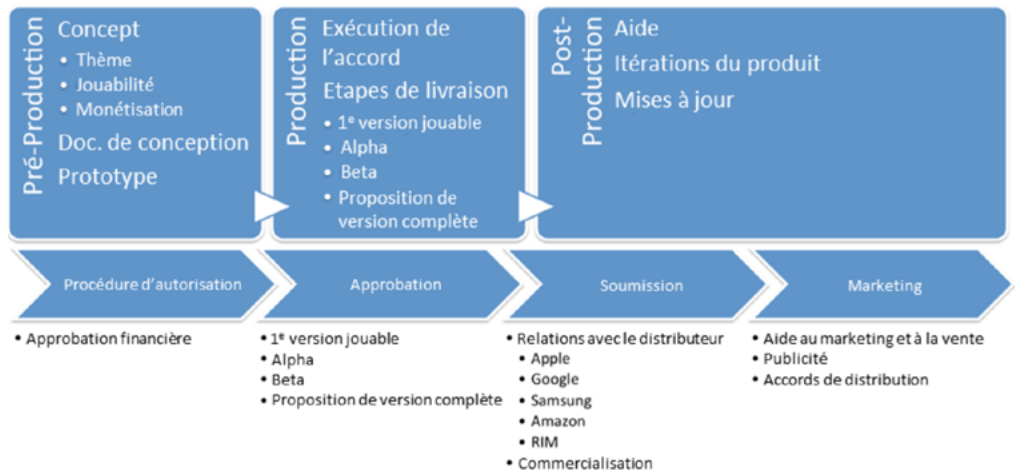 Pré-Production
Concept
• Thème
• Jouabilité
• Monétisation
Doc. de conception
Prototype
Production
Exécution de
l'accord
Etapes de livraison
• 1e version jouable
• Alpha
• Beta
• Proposition de
version complète
Post-
Production
Aide
Itérations du produit
Mises à jour
Procédure d'autorisation
Approbation
Soumission
Marketing
• Approbation financière
• 1e version jouable
• Alpha
• Beta
• Proposition de version complète
• Relations avec le distributeur
• Apple
• Google
• Samsung
• Amazon
• RIM
• Commercialisation
• Aide au marketing et à la vente
• Publicité
• Accords de distribution